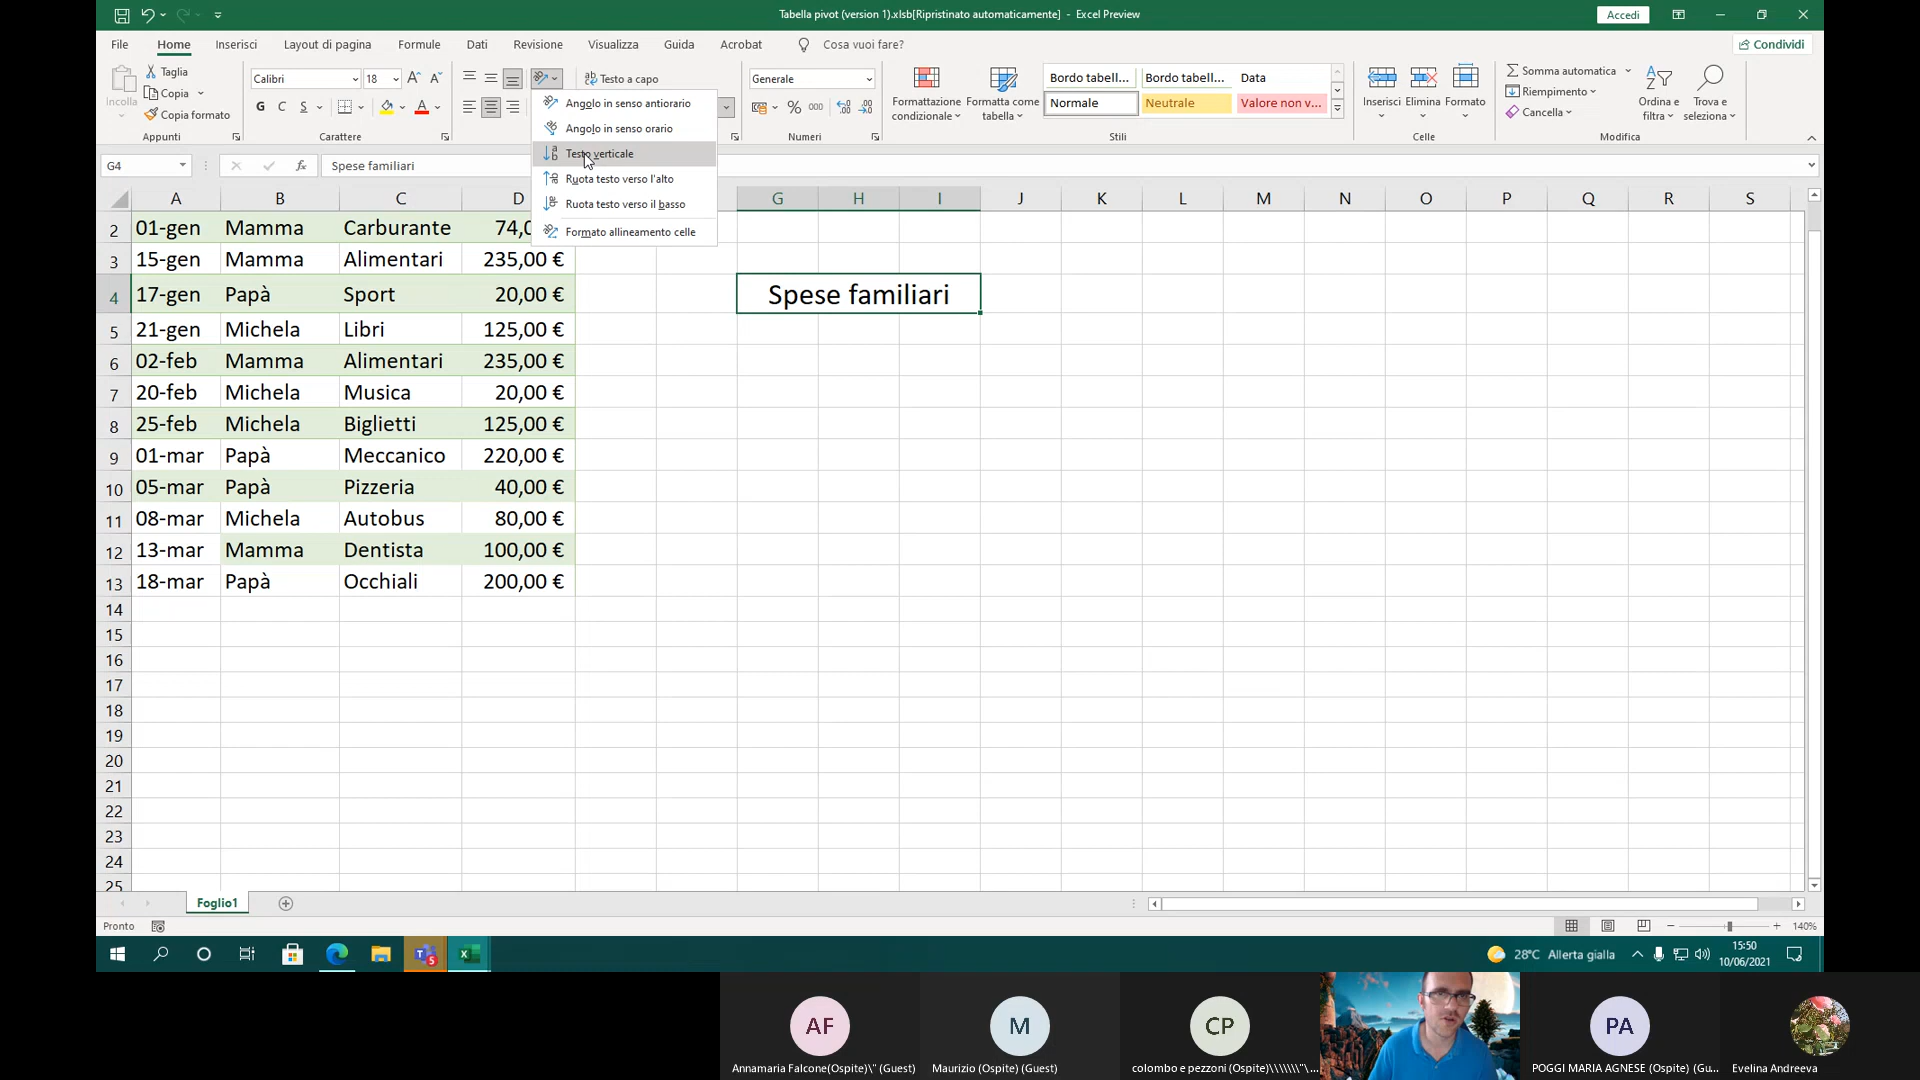 Tabella pivot (version 1).xlsb[Ripristinato automaticamente] - Excel Preview
Accedi
File Home Inserisci Layout di pagina Formule Dati Revisione Visualizza Guida Acrobat Cosa vuoi fare? Condividi
Incolla
Taglia
Copia
Copia formato
Appunti
Calibri 18
G C S
Carattere
Testo a capo
Angolo in senso antiorario
Angolo in senso orario
Testo verticale
Ruota testo verso l'alto
Ruota testo verso il basso
Formato allineamento celle
Generale
% 000
Numeri
Formattazione condizionale
Formatta come tabella
Bordo tabell... Bordo tabell... Data
Normale Neutrale Valore non v...
Stili
Inserisci Elimina Formato
Celle
Somma automatica
Riempimento
Cancella
Ordina e filtra
Trova e seleziona
Modifica
G4 fx Spese familiari
A B C D G H I J K L M N O P Q R S
2 01-gen Mamma Carburante 74,0
3 15-gen Mamma Alimentari 235,00 €
4 17-gen Papà Sport 20,00 € Spese familiari
5 21-gen Michela Libri 125,00 €
6 02-feb Mamma Alimentari 235,00 €
7 20-feb Michela Musica 20,00 €
8 25-feb Michela Biglietti 125,00 €
9 01-mar Papà Meccanico 220,00 €
10 05-mar Papà Pizzeria 40,00 €
11 08-mar Michela Autobus 80,00 €
12 13-mar Mamma Dentista 100,00 €
13 18-mar Papà Occhiali 200,00 €
14
15
16
17
18
19
20
21
22
23
24
25
Foglio1
Pronto 140%
28°C Allerta gialla
15:50
10/06/2021
AF M CP PA
Annamaria Falcone(Ospite)\" (Guest) Maurizio (Ospite) (Guest) colombo e pezzoni (Ospite)\\\\\\\"\... POGGI MARIA AGNESE (Ospite) (Gu... Evelina Andreeva